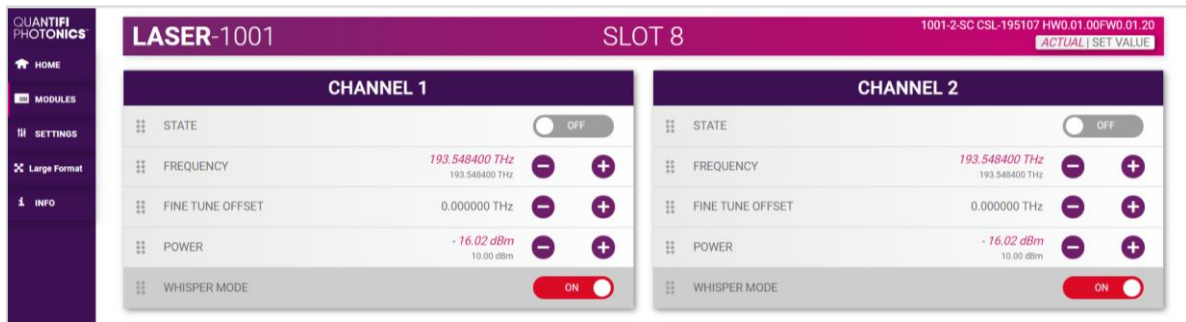 QUANTIFI
PHOTONICS
HOME
MODULES
SETTINGS
Large Format
INFO
LASER-1001
SLOT 8
1001-2-SC CSL-195107 HW0.01.00FW0.01.20
ACTUAL | SET VALUE
CHANNEL 1
STATE
OFF
FREQUENCY
193.548400 THz
193.548400 THz
FINE TUNE OFFSET
0.000000 THz
POWER
- 16.02 dBm
10.00 dBm
WHISPER MODE
ON
CHANNEL 2
STATE
OFF
FREQUENCY
193.548400 THz
193.548400 THz
FINE TUNE OFFSET
0.000000 THz
POWER
- 16.02 dBm
10.00 dBm
WHISPER MODE
ON